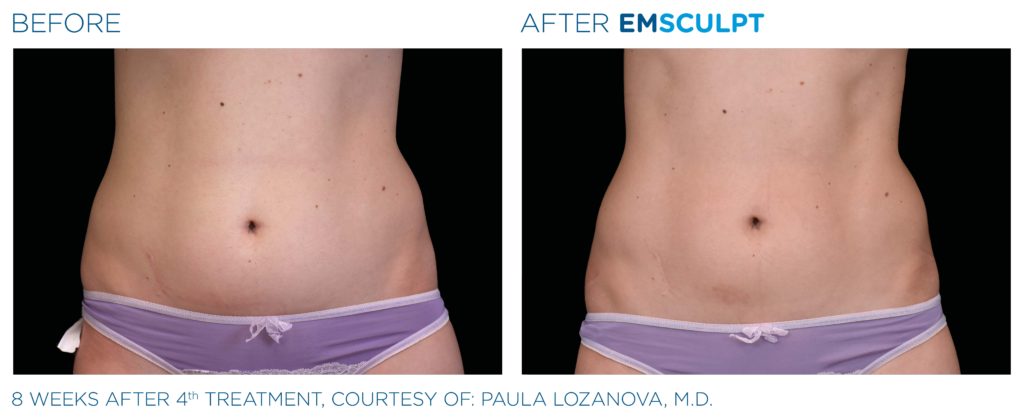 BEFORE
AFTER EMSCULPT
8 WEEKS AFTER 4th TREATMENT, COURTESY OF: PAULA LOZANOVA, M.D.